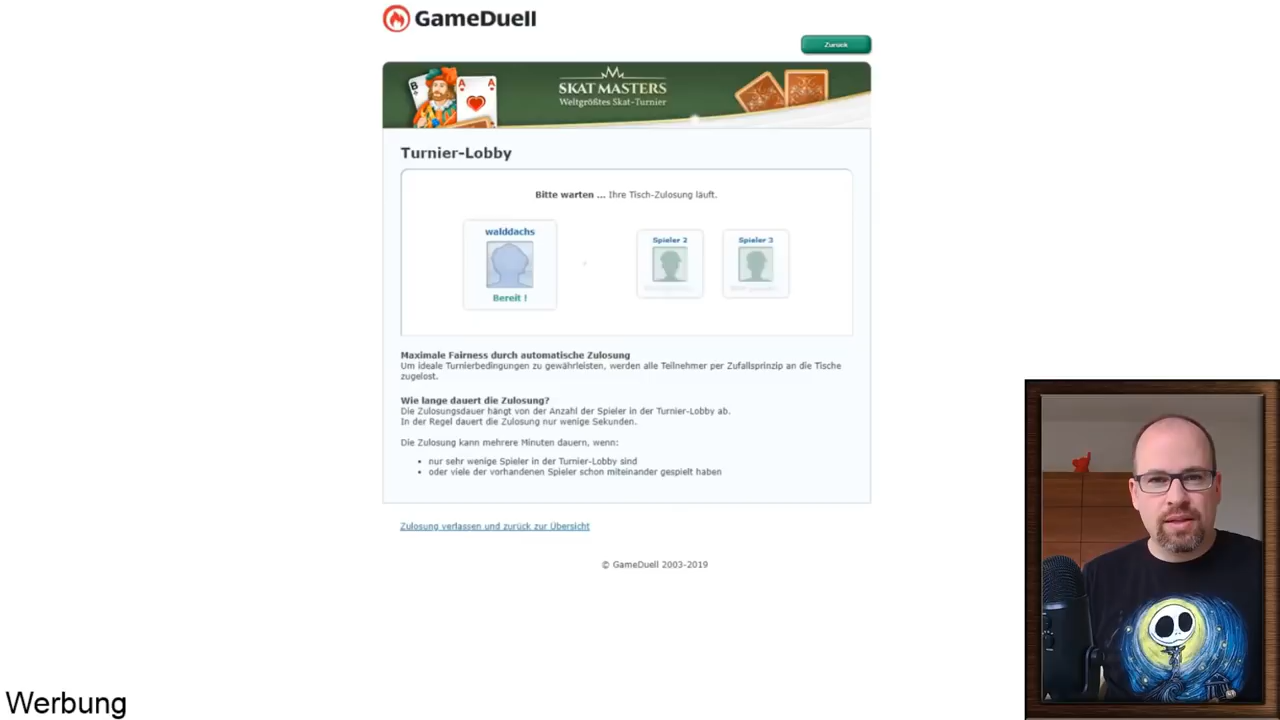 GameDuell
Zurück
SKAT MASTERS
Weltgrößtes Skat-Turnier
Turnier-Lobby
Bitte warten ... Ihre Tisch-Zulosung läuft.
walddachs
Bereit !
Spieler 2
Spieler 3
Maximale Fairness durch automatische Zulosung
Um ideale Turnierbedingungen zu gewährleisten, werden alle Teilnehmer per Zufallsprinzip an die Tische
zugelost.
Wie lange dauert die Zulosung?
Die Zulosungsdauer hängt von der Anzahl der Spieler in der Turnier-Lobby ab.
In der Regel dauert die Zulosung nur wenige Sekunden.
Die Zulosung kann mehrere Minuten dauern, wenn:
• nur sehr wenige Spieler in der Turnier-Lobby sind
• oder viele der vorhandenen Spieler schon miteinander gespielt haben
Zulosung verlassen und zurück zur Übersicht
© GameDuell 2003-2019
Werbung